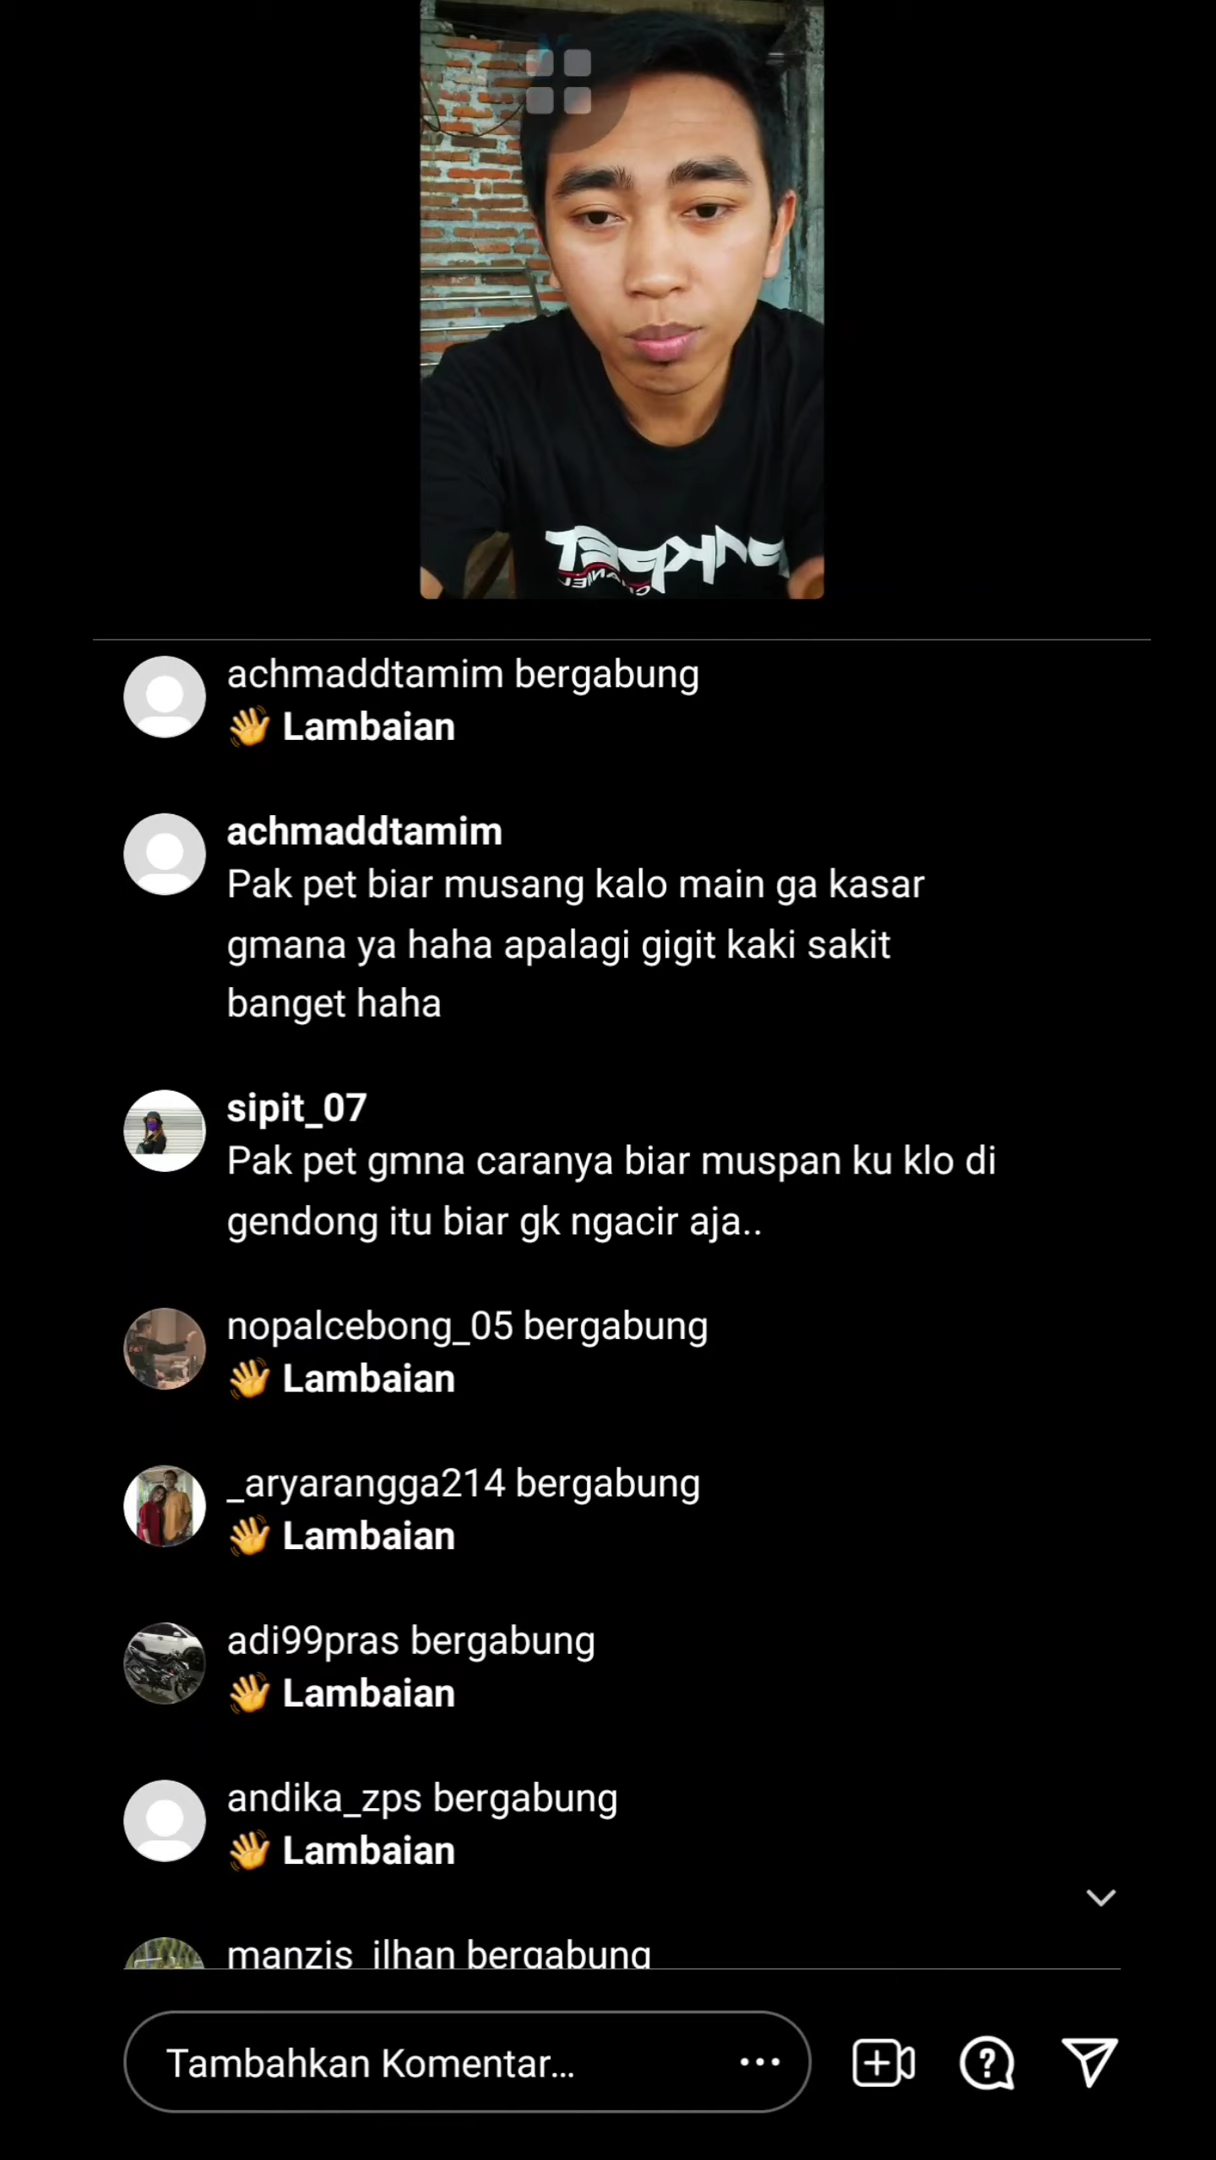 achmaddtamim bergabung
👋 Lambaian
achmaddtamim
Pak pet biar musang kalo main ga kasar
gmana ya haha apalagi gigit kaki sakit
banget haha
sipit_07
Pak pet gmna caranya biar muspan ku klo di
gendong itu biar gk ngacir aja..
nopalcebong_05 bergabung
👋 Lambaian
_aryarangga214 bergabung
👋 Lambaian
adi99pras bergabung
👋 Lambaian
andika_zps bergabung
👋 Lambaian
manzis_ilhan bergabung
Tambahkan Komentar...